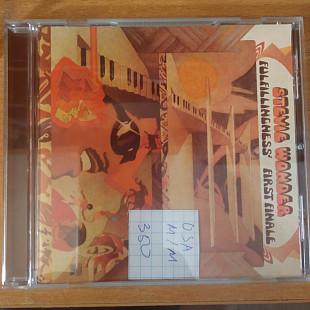 STEVIE WONDER
FULFILLINGNESS' FIRST FINALE
USA
M/M
350